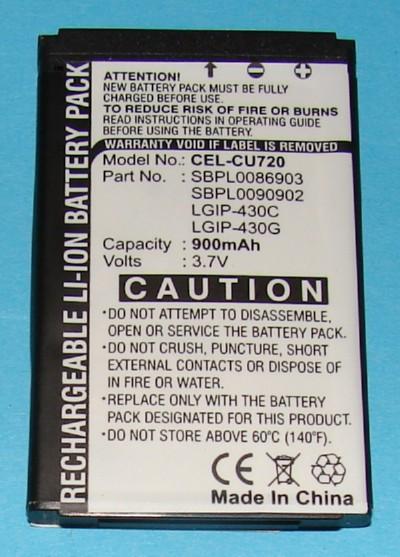 RECHARGEABLE LI-ION BATTERY PACK
ATTENTION!
NEW BATTERY PACK MUST BE FULLY
CHARGED BEFORE USE.
TO REDUCE RISK OF FIRE OR BURNS
READ INSTRUCTIONS IN OPERATING GUIDE
BEFORE USING THIS BATTERY.
WARRANTY VOID IF LABEL IS REMOVED
Model No.: CEL-CU720
Part No. : SBPL0086903
SBPL0090902
LGIP-430C
LGIP-430G
Capacity : 900mAh
Volts : 3.7V
CAUTION
•DO NOT ATTEMPT TO DISASSEMBLE,
OPEN OR SERVICE THE BATTERY PACK.
•DO NOT CRUSH, PUNCTURE, SHORT
EXTERNAL CONTACTS OR DISPOSE OF
IN FIRE OR WATER.
•REPLACE ONLY WITH THE BATTERY
PACK DESIGNATED FOR THIS PRODUCT.
•DO NOT STORE ABOVE 60°C (140°F).
CE
Made In China